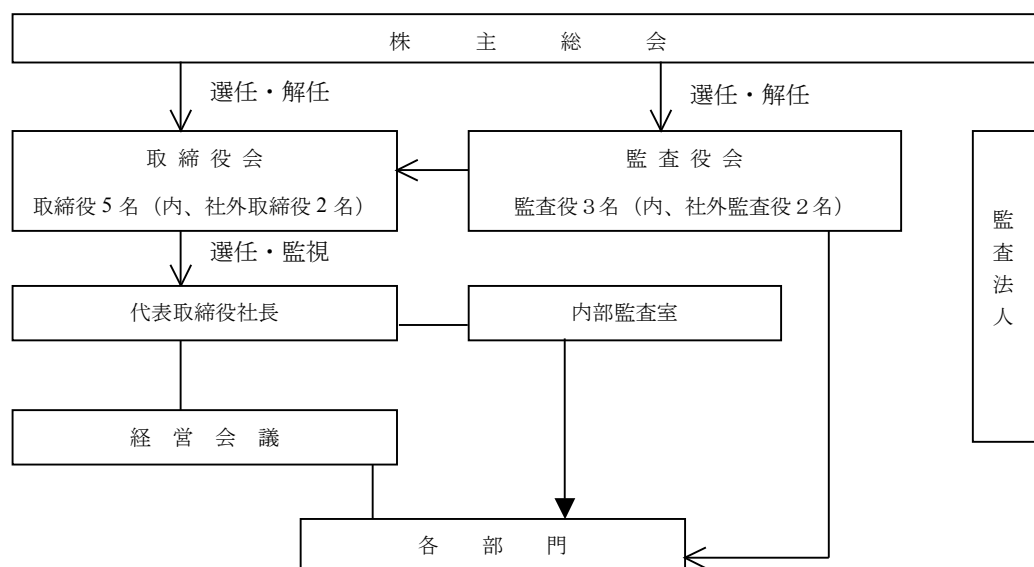 株主総会
選任・解任
選任・解任
取締役会
取締役5名（内、社外取締役2名）
監査役会
監査役３名（内、社外監査役２名）
監査法人
選任・監視
代表取締役社長
内部監査室
経営会議
各部門